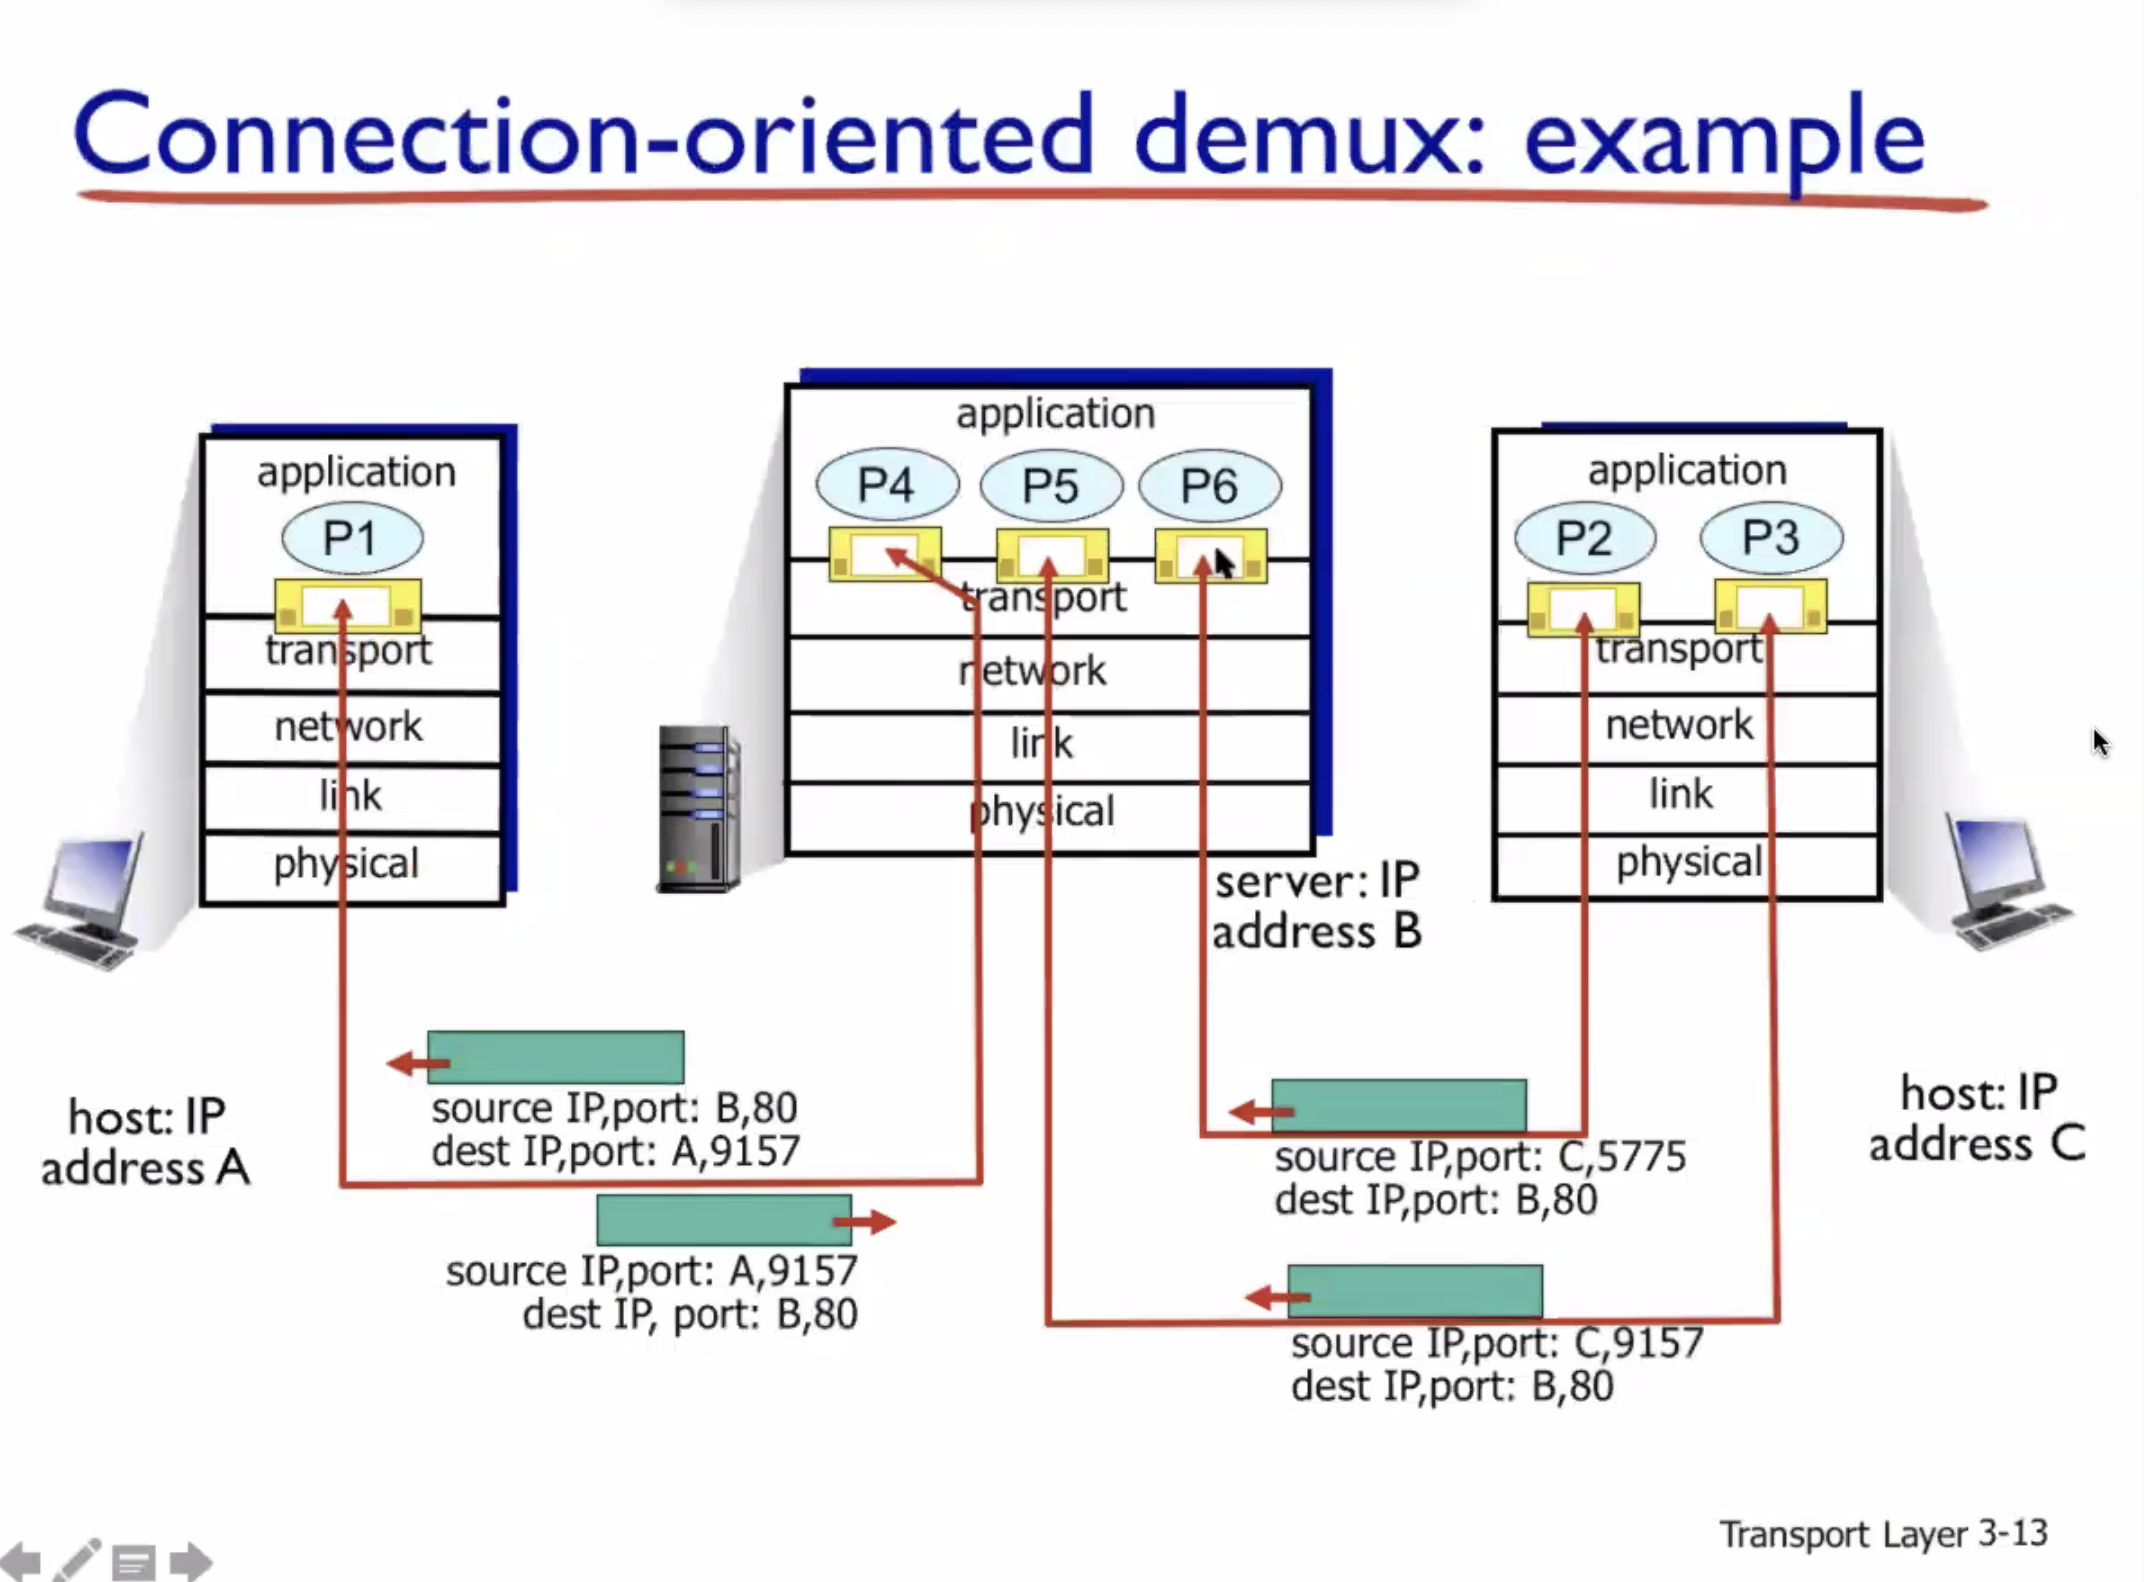 Connection-oriented demux: example
application
P1
transport
network
link
physical
host: IP
address A
application
P4 P5 P6
transport
network
link
physical
server: IP
address B
application
P2 P3
transport
network
link
physical
host: IP
address C
source IP,port: B,80
dest IP,port: A,9157
source IP,port: A,9157
dest IP, port: B,80
source IP,port: C,5775
dest IP,port: B,80
source IP,port: C,9157
dest IP,port: B,80
Transport Layer 3-13